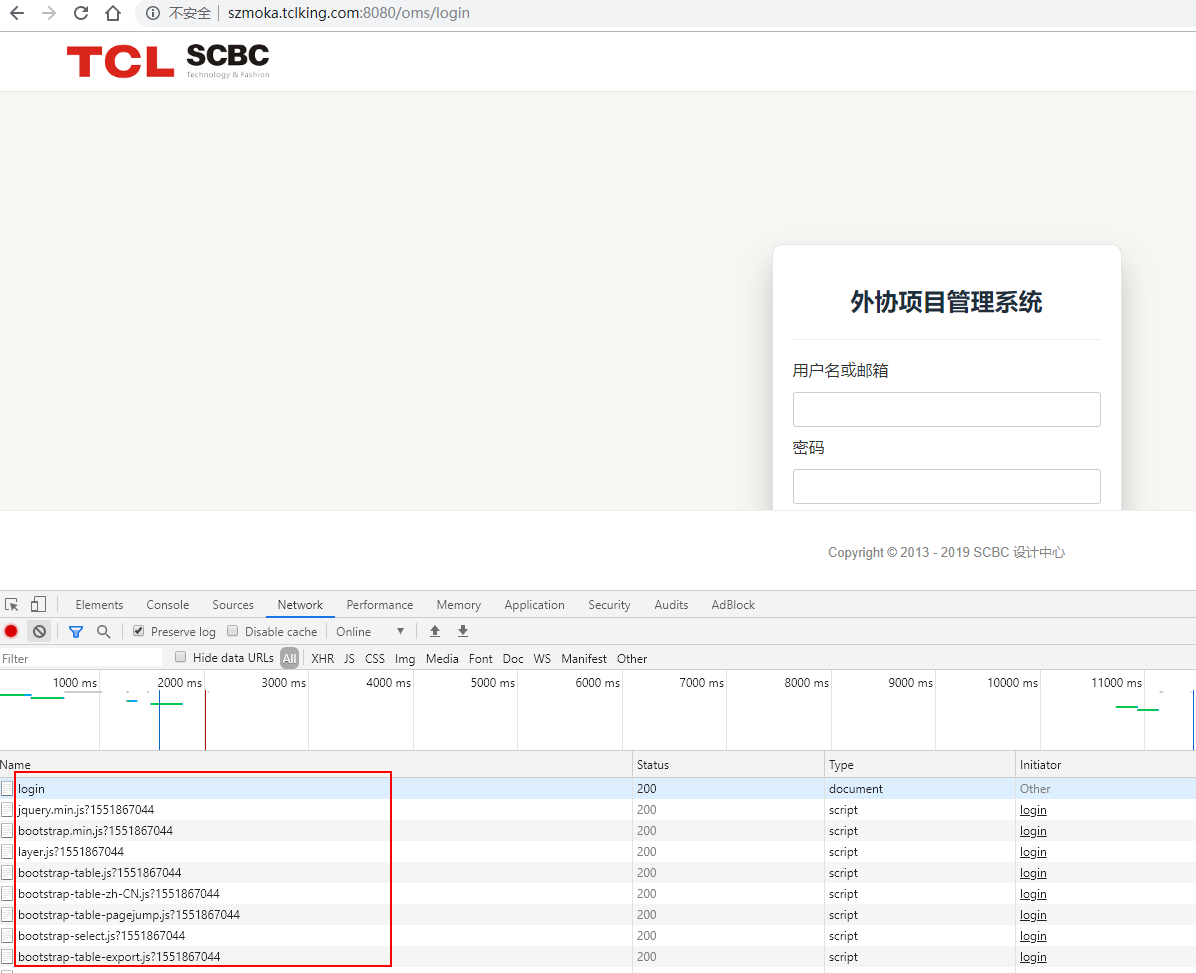 不安全 szmoka.tclking.com:8080/oms/login
TCL SCBC
Technology & Fashion
外协项目管理系统
用户名或邮箱
密码
Copyright © 2013 - 2019 SCBC 设计中心
Elements Console Sources Network Performance Memory Application Security Audits AdBlock
Preserve log Disable cache Online
Filter Hide data URLs All XHR JS CSS Img Media Font Doc WS Manifest Other
1000 ms 2000 ms 3000 ms 4000 ms 5000 ms 6000 ms 7000 ms 8000 ms 9000 ms 10000 ms 11000 ms
Name Status Type Initiator
login 200 document Other
jquery.min.js?1551867044 200 script login
bootstrap.min.js?1551867044 200 script login
layer.js?1551867044 200 script login
bootstrap-table.js?1551867044 200 script login
bootstrap-table-zh-CN.js?1551867044 200 script login
bootstrap-table-pagejump.js?1551867044 200 script login
bootstrap-select.js?1551867044 200 script login
bootstrap-table-export.js?1551867044 200 script login